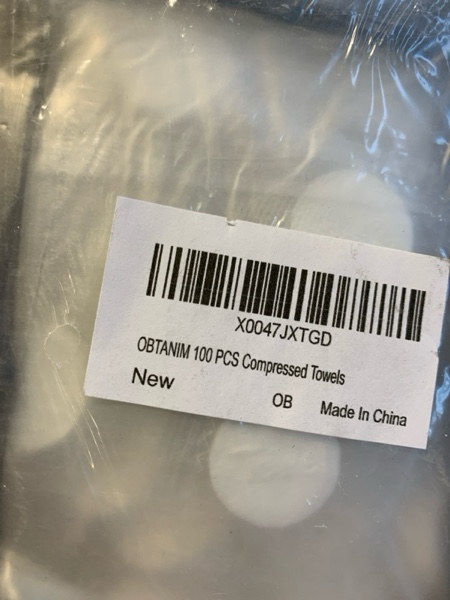 X0047JXTGD
OBTANIM 100 PCS Compressed Towels
New
OB Made In China